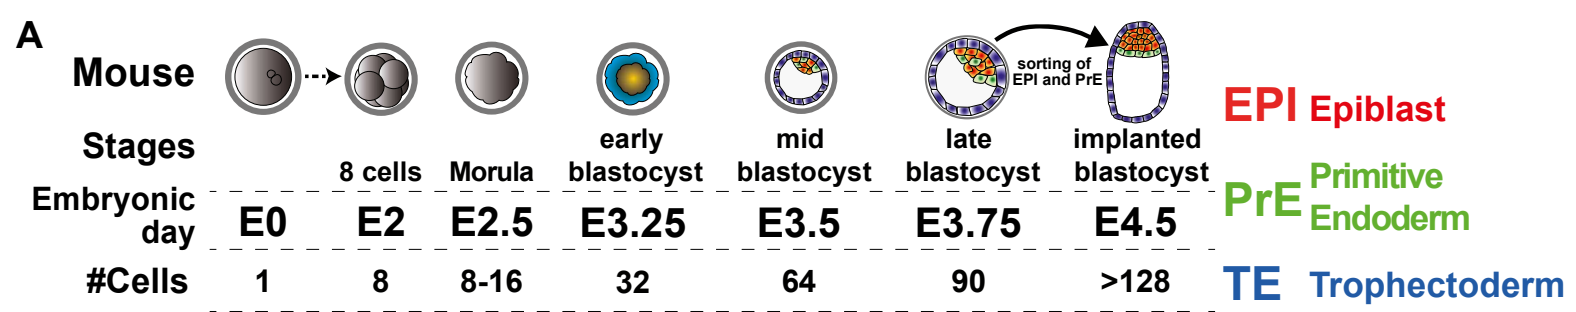 A
Mouse
sorting of
EPI and PrE
Stages
8 cells
Morula
early
blastocyst
mid
blastocyst
late
blastocyst
implanted
blastocyst
Embryonic
day
E0 E2 E2.5 E3.25 E3.5 E3.75 E4.5
#Cells 1 8 8-16 32 64 90 >128
EPI Epiblast
PrE Primitive
Endoderm
TE Trophectoderm